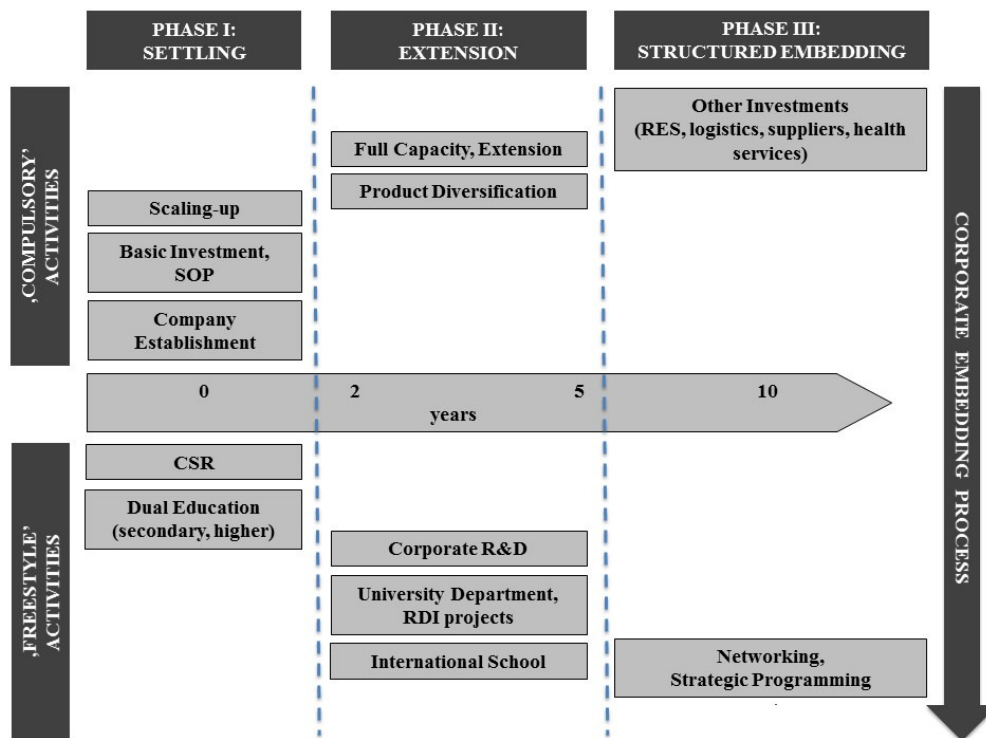 PHASE I:
SETTLING
PHASE II:
EXTENSION
PHASE III:
STRUCTURED EMBEDDING
‚COMPULSORY’
ACTIVITIES
Scaling-up
Basic Investment,
SOP
Company
Establishment
Full Capacity, Extension
Product Diversification
Other Investments
(RES, logistics, suppliers, health
services)
0
2
5
10
years
‚FREESTYLE’
ACTIVITIES
CSR
Dual Education
(secondary, higher)
Corporate R&D
University Department,
RDI projects
International School
Networking,
Strategic Programming
CORPORATE EMBEDDING PROCESS